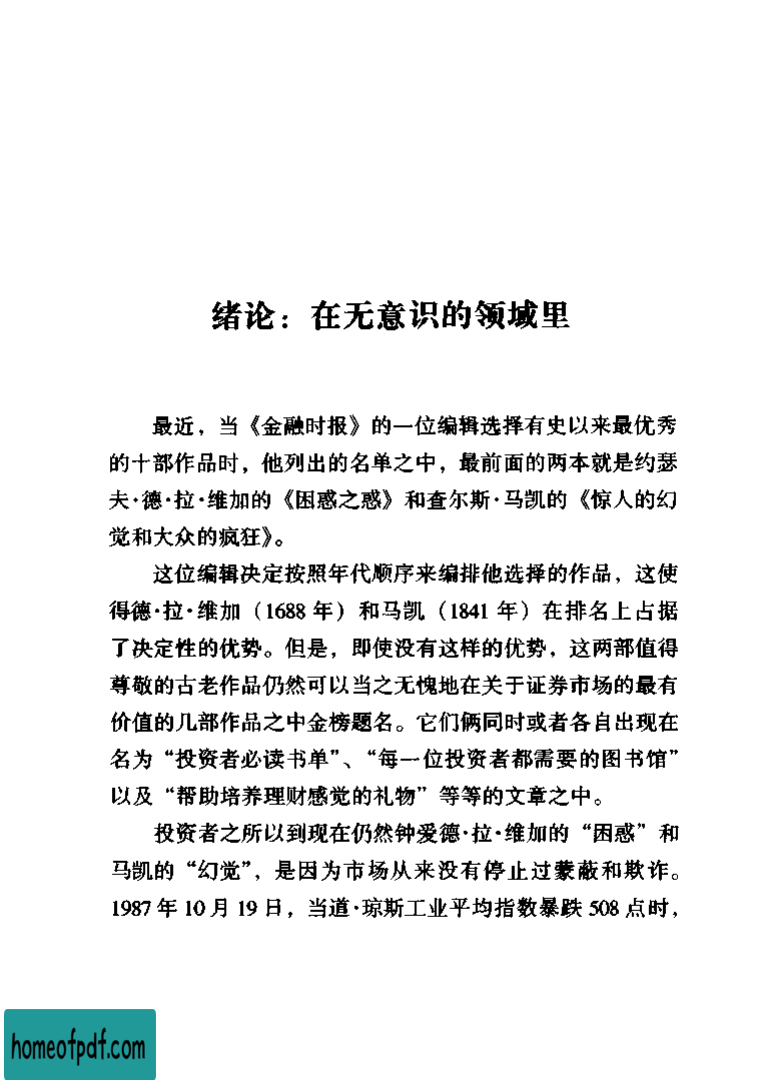 绪论：在无意识的领域里
最近，当《金融时报》的一位编辑选择有史以来最优秀
的十部作品时，他列出的名单之中，最前面的两本就是约瑟
夫·德·拉·维加的《困惑之惑》和查尔斯·马凯的《惊人的幻
觉和大众的疯狂》。
这位编辑决定按照年代顺序来编排他选择的作品，这使
得德·拉·维加（1688 年）和马凯（1841 年）在排名上占据
了决定性的优势。但是，即使没有这样的优势，这两部值得
尊敬的古老作品仍然可以当之无愧地在关于证券市场的最有
价值的几部作品之中金榜题名。它们俩同时或者各自出现在
名为“投资者必读书单”、“每一位投资者都需要的图书馆”
以及“帮助培养理财感觉的礼物”等等的文章之中。
投资者之所以到现在仍然钟爱德·拉·维加的“困惑”和
马凯的“幻觉”，是因为市场从来没有停止过蒙蔽和欺诈。
1987 年 10 月 19 日，当道·琼斯工业平均指数暴跌 508 点时，
homeofpdf.com